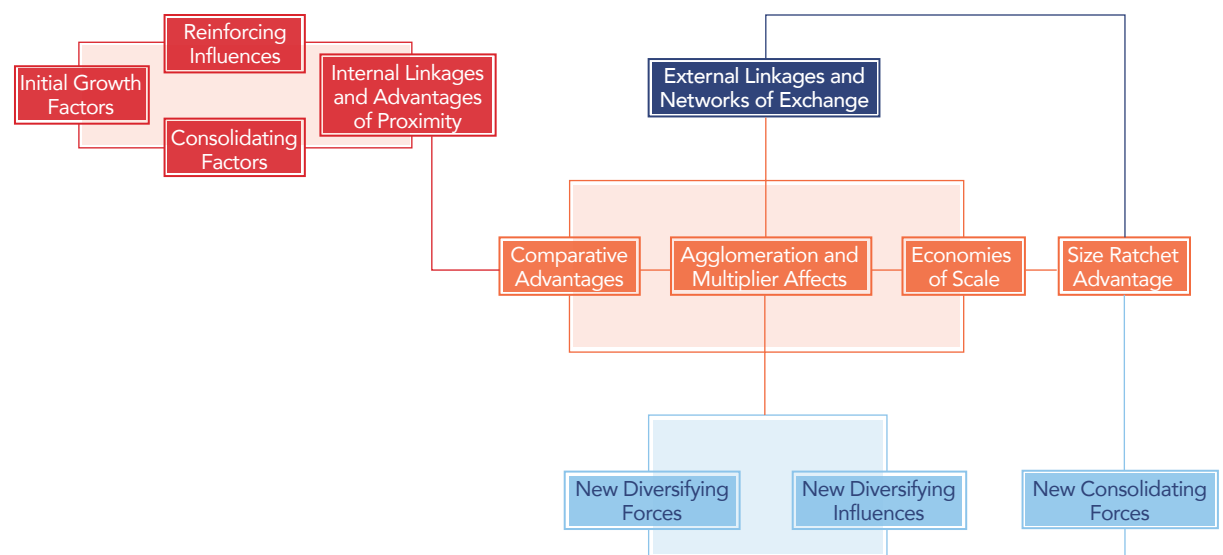 Reinforcing
Influences
Initial Growth
Factors
Internal Linkages
and Advantages
of Proximity
Consolidating
Factors
External Linkages and
Networks of Exchange
Comparative
Advantages
Agglomeration and
Multiplier Affects
Economies
of Scale
Size Ratchet
Advantage
New Diversifying
Forces
New Diversifying
Influences
New Consolidating
Forces